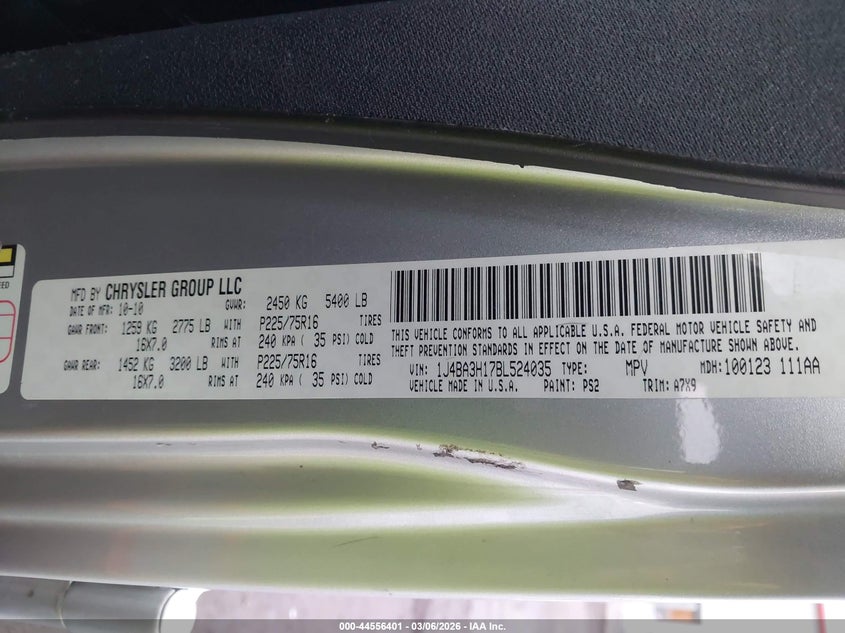 EED
MFD BY CHRYSLER GROUP LLC
DATE OF MFR: 10-10 GVWR: 2450 KG 5400 LB
GAWR FRONT: 1259 KG 2775 LB WITH P225/75R16 TIRES
16X7.0 RIMS AT 240 KPA ( 35 PSI) COLD
GAWR REAR: 1452 KG 3200 LB WITH P225/75R16 TIRES
16X7.0 RIMS AT 240 KPA ( 35 PSI) COLD
THIS VEHICLE CONFORMS TO ALL APPLICABLE U.S.A. FEDERAL MOTOR VEHICLE SAFETY AND
THEFT PREVENTION STANDARDS IN EFFECT ON THE DATE OF MANUFACTURE SHOWN ABOVE.
VIN: 1J4BA3H17BL524035 TYPE: MPV MDH: 100123 111AA
VEHICLE MADE IN U.S.A. PAINT: PS2 TRIM: A7X9
000-44556401 - 03/06/2026 - IAA Inc.